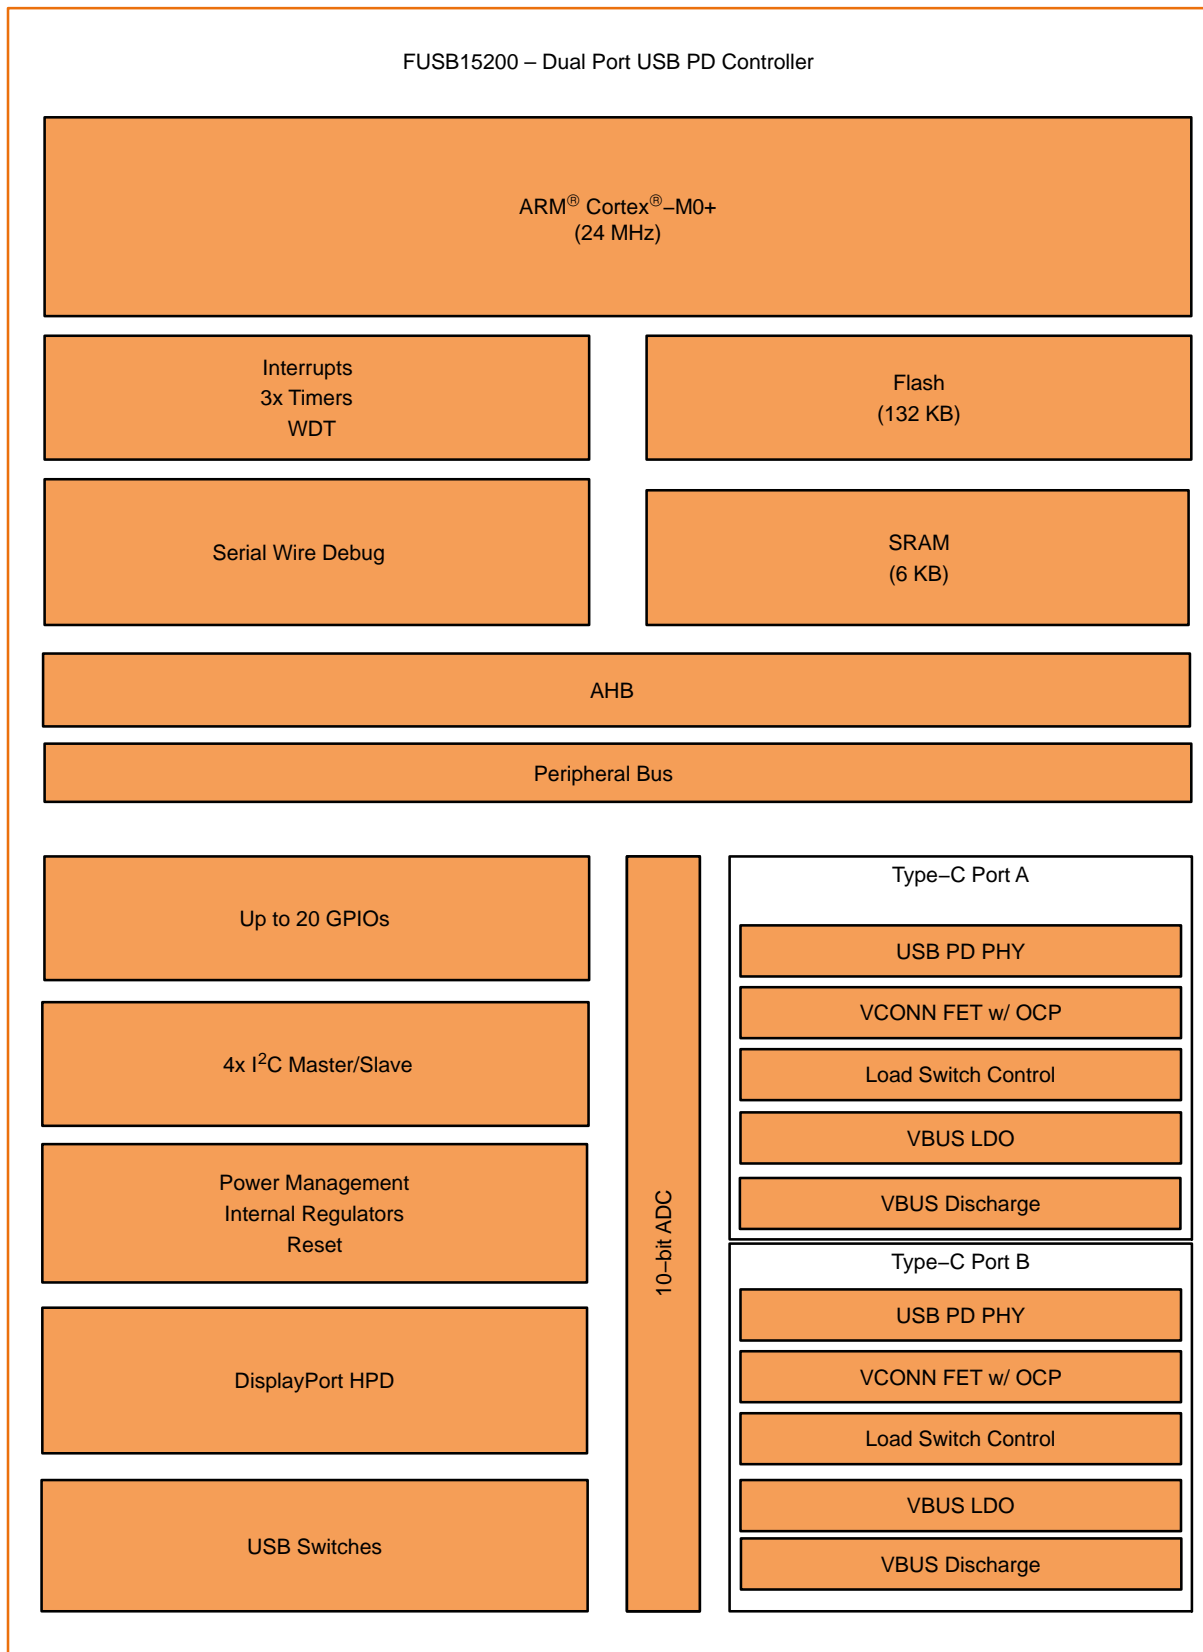 FUSB15200 – Dual Port USB PD Controller
ARM® Cortex®–M0+
(24 MHz)
Interrupts
3x Timers
WDT
Flash
(132 KB)
Serial Wire Debug
SRAM
(6 KB)
AHB
Peripheral Bus
Up to 20 GPIOs
4x I²C Master/Slave
Power Management
Internal Regulators
Reset
DisplayPort HPD
USB Switches
10–bit ADC
Type–C Port A
USB PD PHY
VCONN FET w/ OCP
Load Switch Control
VBUS LDO
VBUS Discharge
Type–C Port B
USB PD PHY
VCONN FET w/ OCP
Load Switch Control
VBUS LDO
VBUS Discharge